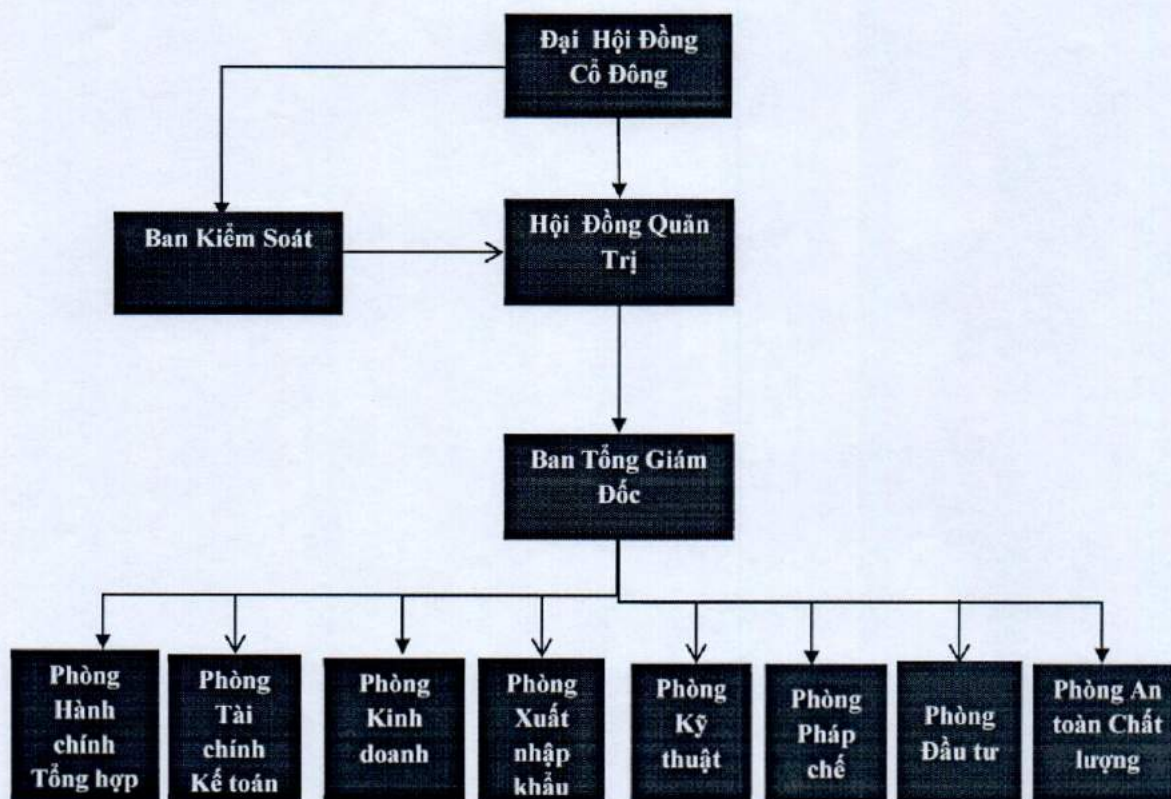 Đại Hội Đồng
Cổ Đông
Ban Kiểm Soát
Hội Đồng Quản
Trị
Ban Tổng Giám
Đốc
Phòng
Hành
chính
Tổng hợp
Phòng
Tài
chính
Kế toán
Phòng
Kinh
doanh
Phòng
Xuất
nhập
khẩu
Phòng
Kỹ
thuật
Phòng
Pháp
chế
Phòng
Đầu tư
Phòng An
toàn Chất
lượng